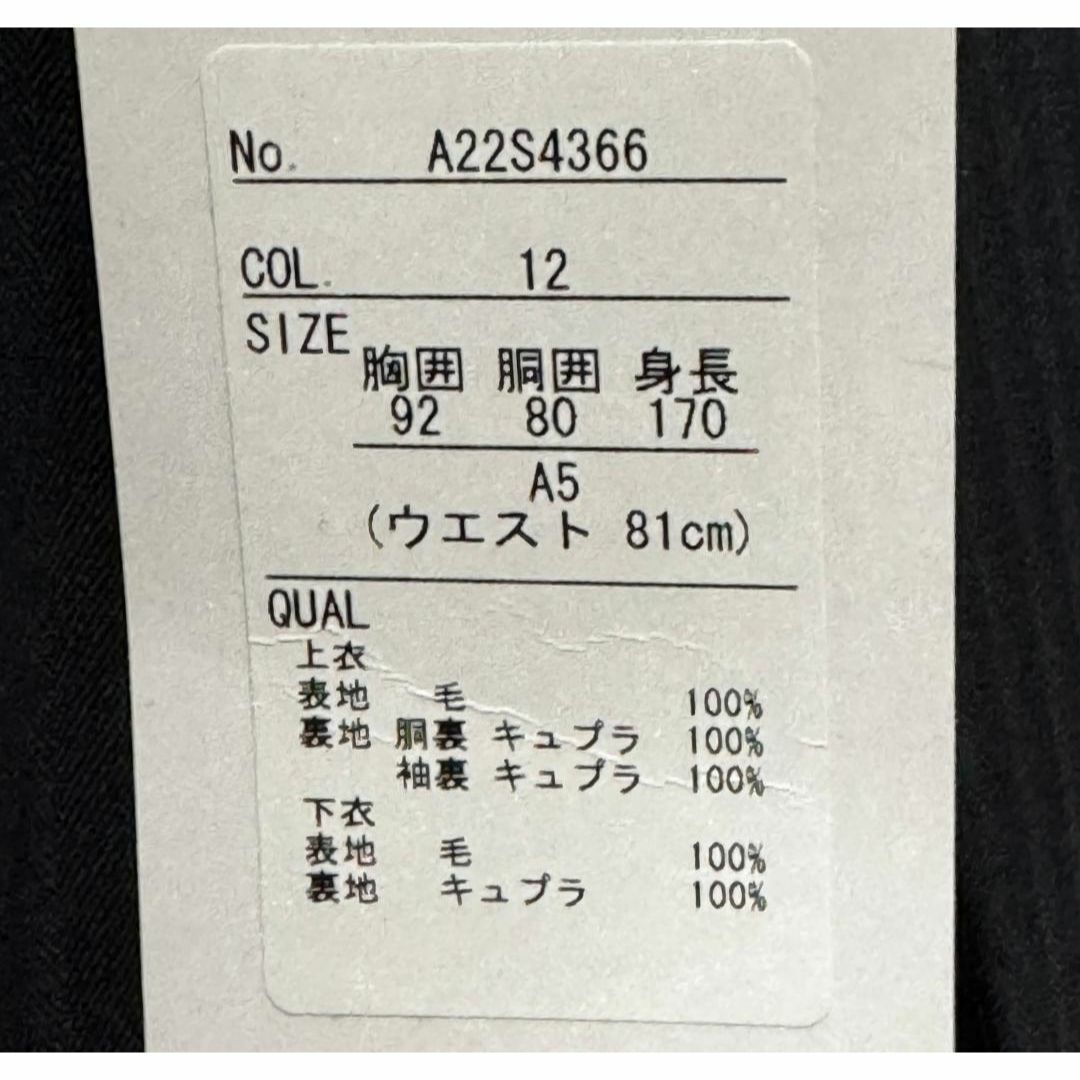 No. A22S4366
COL. 12
SIZE
胸囲 胴囲 身長
92 80 170
A5
(ウエスト 81cm)
QUAL
上衣
表地 毛 100%
裏地 胴裏 キュプラ 100%
袖裏 キュプラ 100%
下衣
表地 毛 100%
裏地 キュプラ 100%